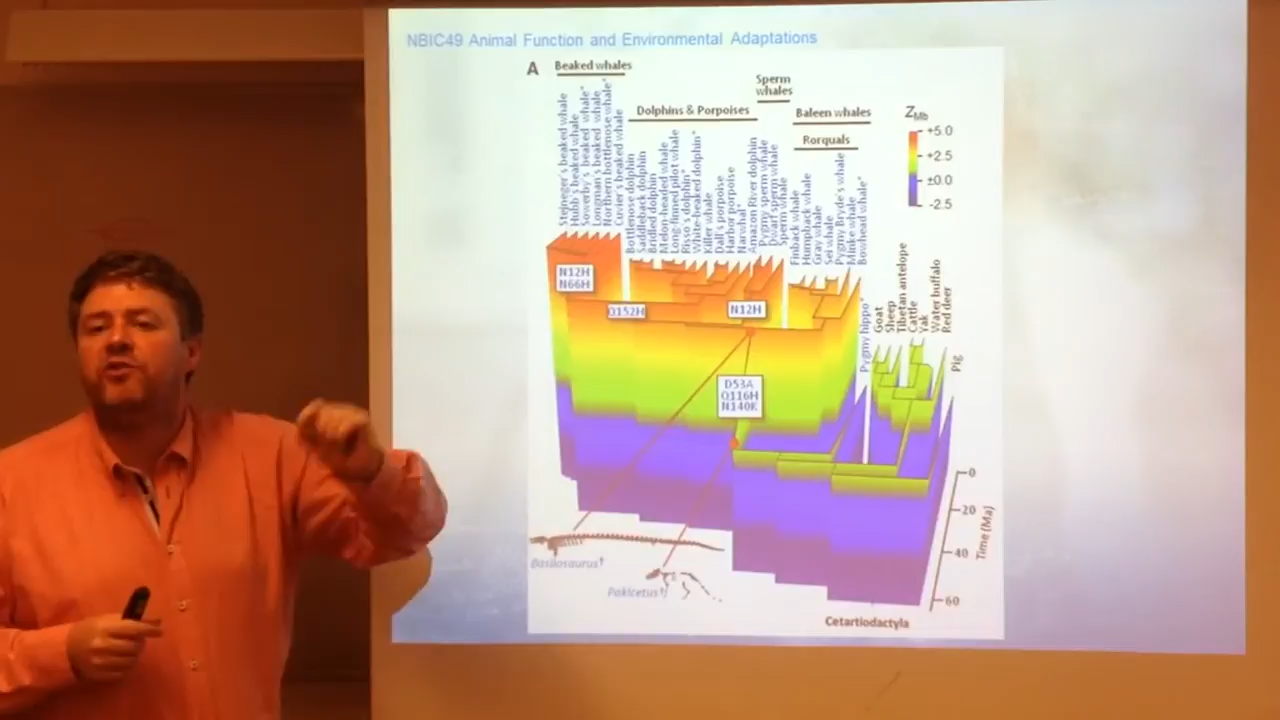 NBIC49 Animal Function and Environmental Adaptations
A
Beaked whales
Dolphins & Porpoises
Sperm
whales
Baleen whales
Rorquals
Z_Mb
+5.0
+2.5
±0.0
-2.5
Stejneger's beaked whale
Hubb's beaked whale
Sowerby's beaked whale*
Longman's beaked whale
Northern bottlenose whale*
Cuvier's beaked whale
Bottlenose dolphin
Saddleback dolphin
Bridled dolphin
Melon-headed whale
Long-finned pilot whale
Risso's dolphin*
White-beaked dolphin*
Killer whale
Dall's porpoise
Harbor porpoise
Narwhal*
Amazon River dolphin
Pygmy sperm whale
Dwarf sperm whale
Sperm whale
Finback whale
Humpback whale
Gray whale
Sei whale
Pygmy Bryde's whale
Minke whale
Bowhead whale*
Pygmy hippo*
Goat
Sheep
Tibetan antelope
Cattle
Yak
Water buffalo
Red deer
Pig
N12H
N66H
Q152H
N12H
D53A
Q116H
N140K
0
20
40
60
Time (Ma)
Basilosaurus†
Pakicetus†
Cetartiodactyla